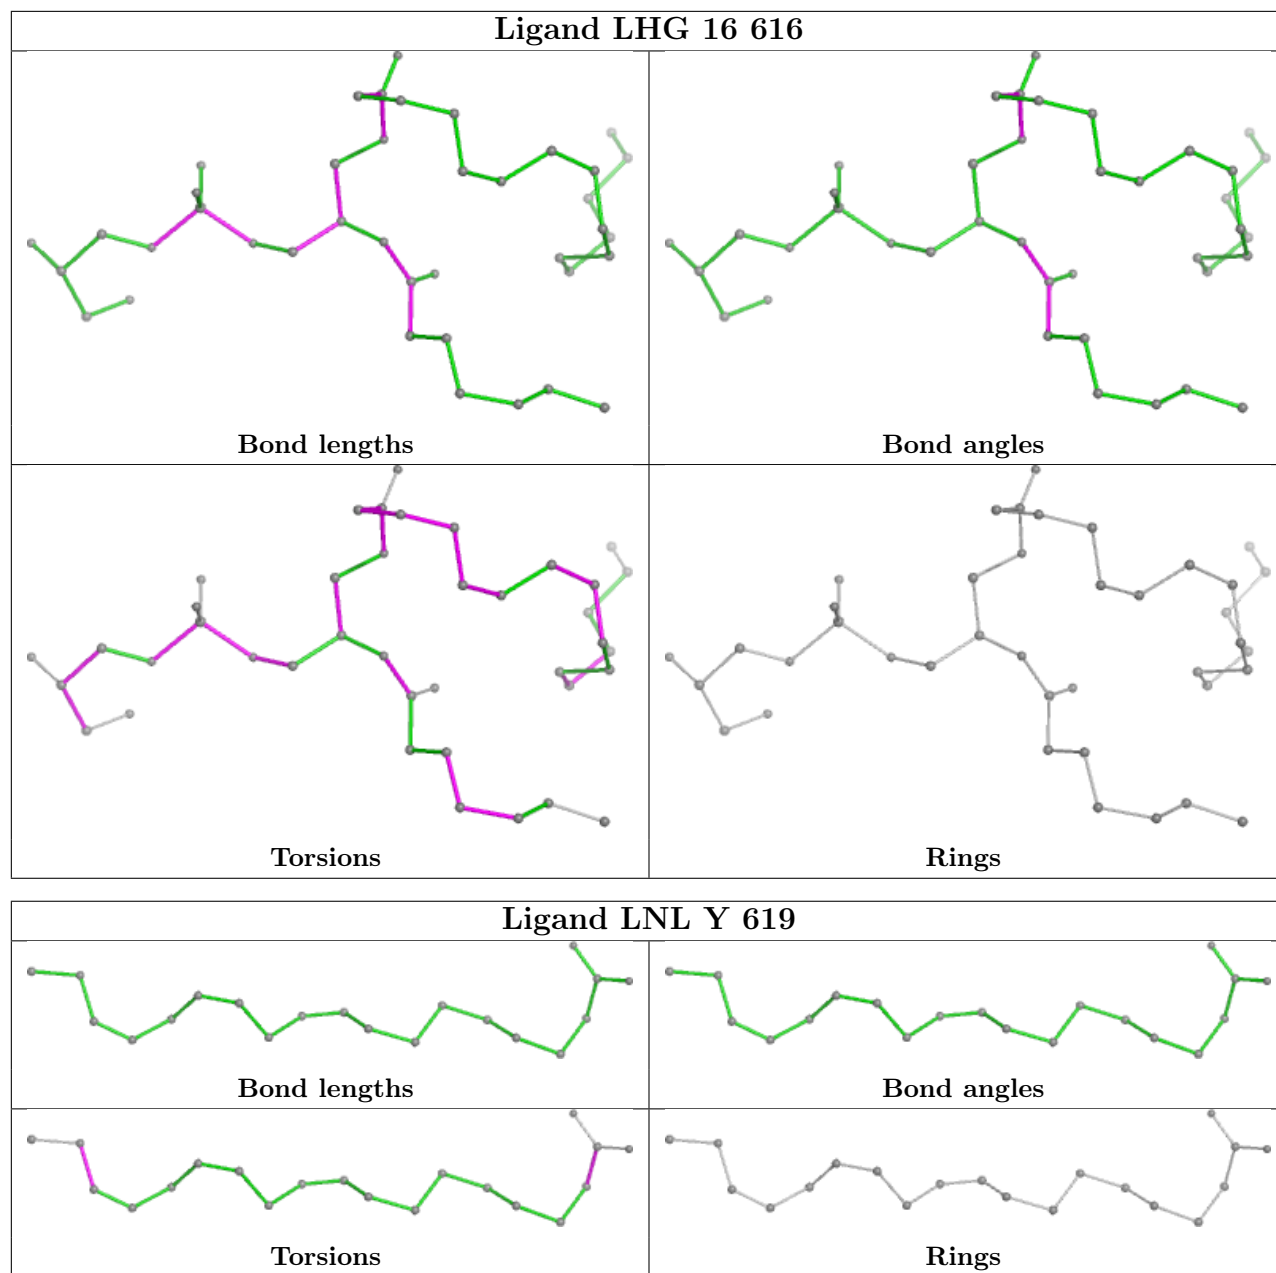 Ligand LHG 16 616
Bond lengths
Bond angles
Torsions
Rings
Ligand LNL Y 619
Bond lengths
Bond angles
Torsions
Rings